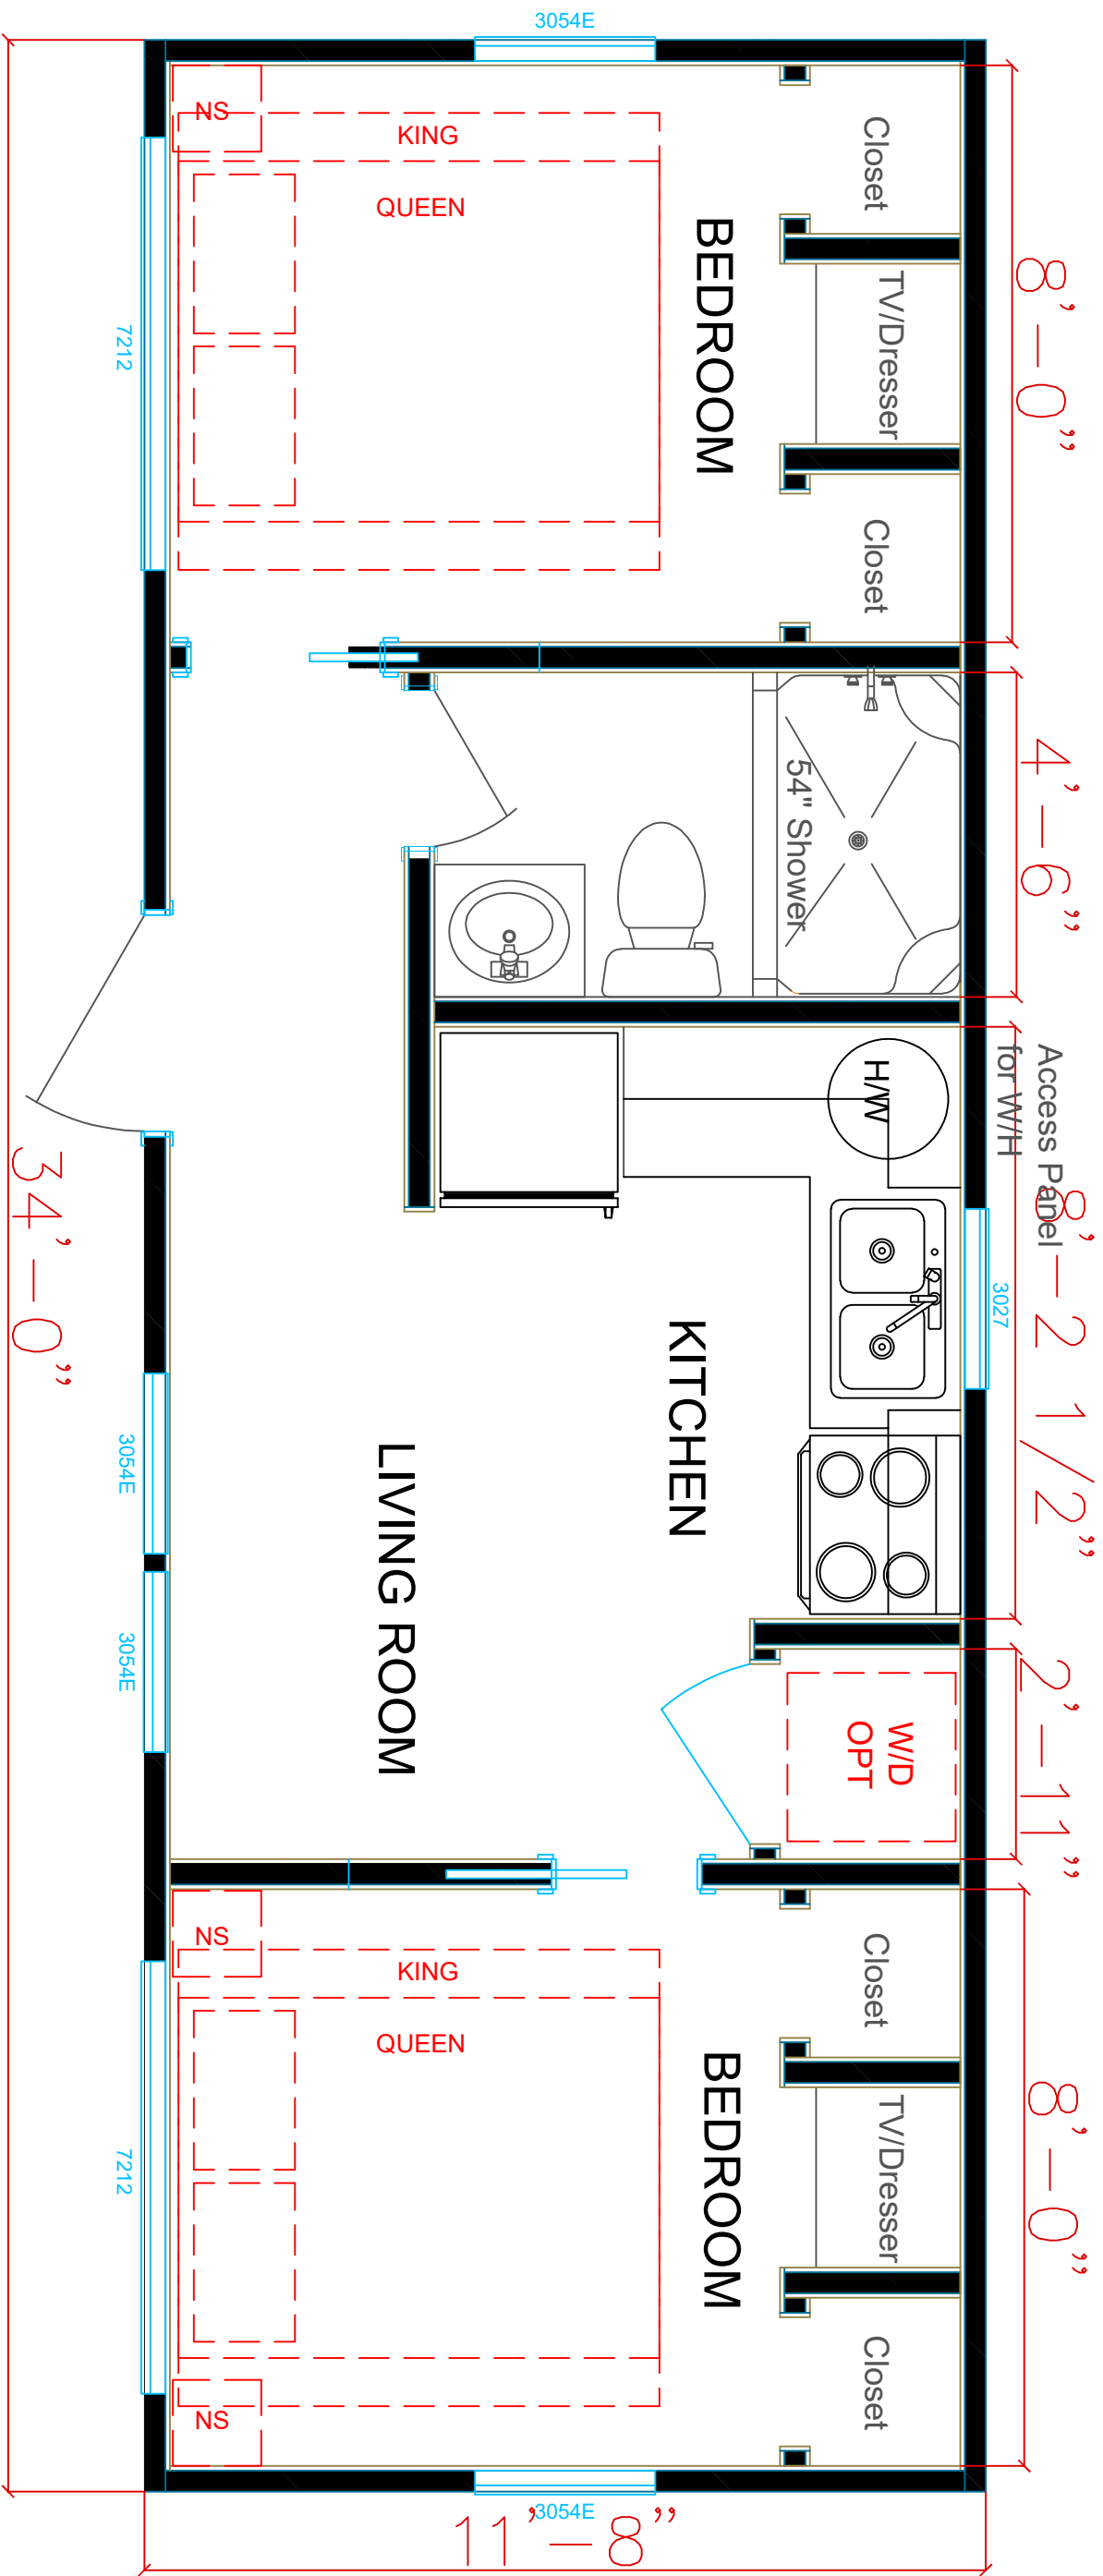 3054E
NS
KING
QUEEN
BEDROOM
Closet
TV/Dresser
Closet
8'-0"
7212
54" Shower
4'-6"
Access Panel
for W/H
H/W
8'-2 1/2"
3027
KITCHEN
LIVING ROOM
34'-0"
3054E
3054E
W/D
OPT
2'-11"
NS
KING
QUEEN
BEDROOM
Closet
TV/Dresser
Closet
8'-0"
7212
NS
3054E
11'-8"